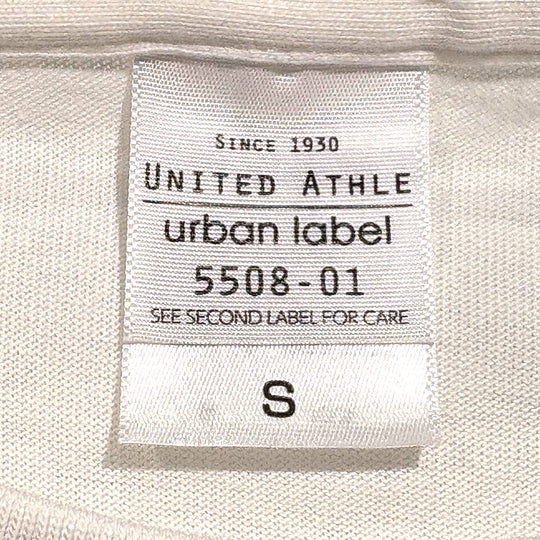 SINCE 1930
UNITED ATHLE
urban label
5508-01
SEE SECOND LABEL FOR CARE
S